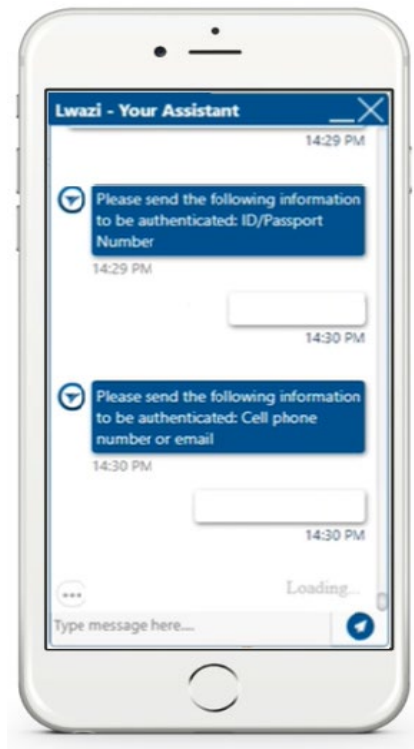 Lwazi - Your Assistant
14:29 PM
Please send the following information
to be authenticated: ID/Passport
Number
14:29 PM
14:30 PM
Please send the following information
to be authenticated: Cell phone
number or email
14:30 PM
14:30 PM
Loading...
Type message here....